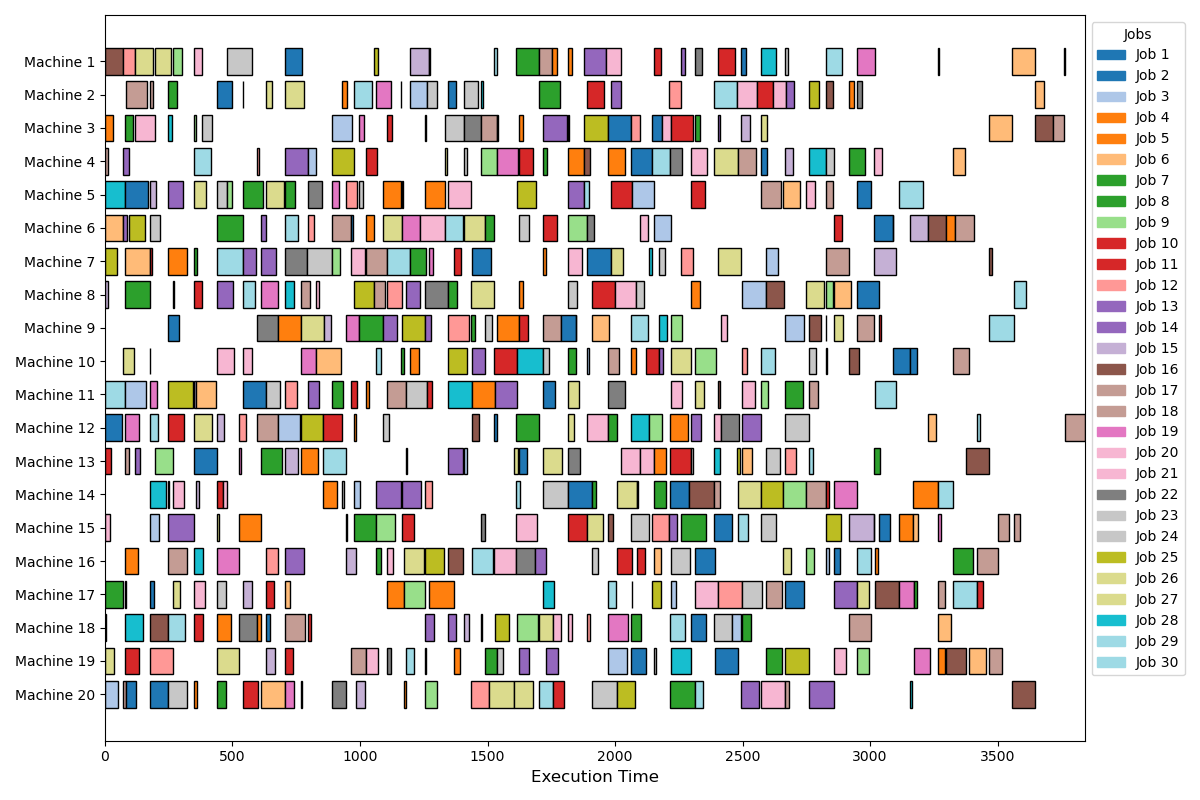 Machine 1
Machine 2
Machine 3
Machine 4
Machine 5
Machine 6
Machine 7
Machine 8
Machine 9
Machine 10
Machine 11
Machine 12
Machine 13
Machine 14
Machine 15
Machine 16
Machine 17
Machine 18
Machine 19
Machine 20
0 500 1000 1500 2000 2500 3000 3500
Execution Time
Jobs
Job 1
Job 2
Job 3
Job 4
Job 5
Job 6
Job 7
Job 8
Job 9
Job 10
Job 11
Job 12
Job 13
Job 14
Job 15
Job 16
Job 17
Job 18
Job 19
Job 20
Job 21
Job 22
Job 23
Job 24
Job 25
Job 26
Job 27
Job 28
Job 29
Job 30